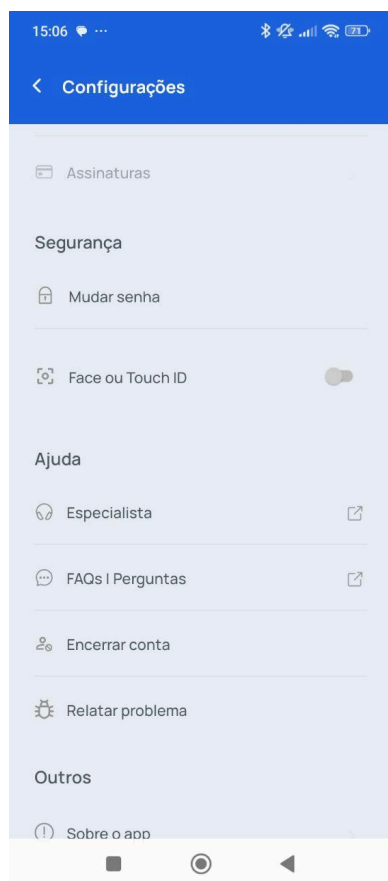 15:06
71
Configurações
Assinaturas
Segurança
Mudar senha
Face ou Touch ID
Ajuda
Especialista
FAQs | Perguntas
Encerrar conta
Relatar problema
Outros
Sobre o app